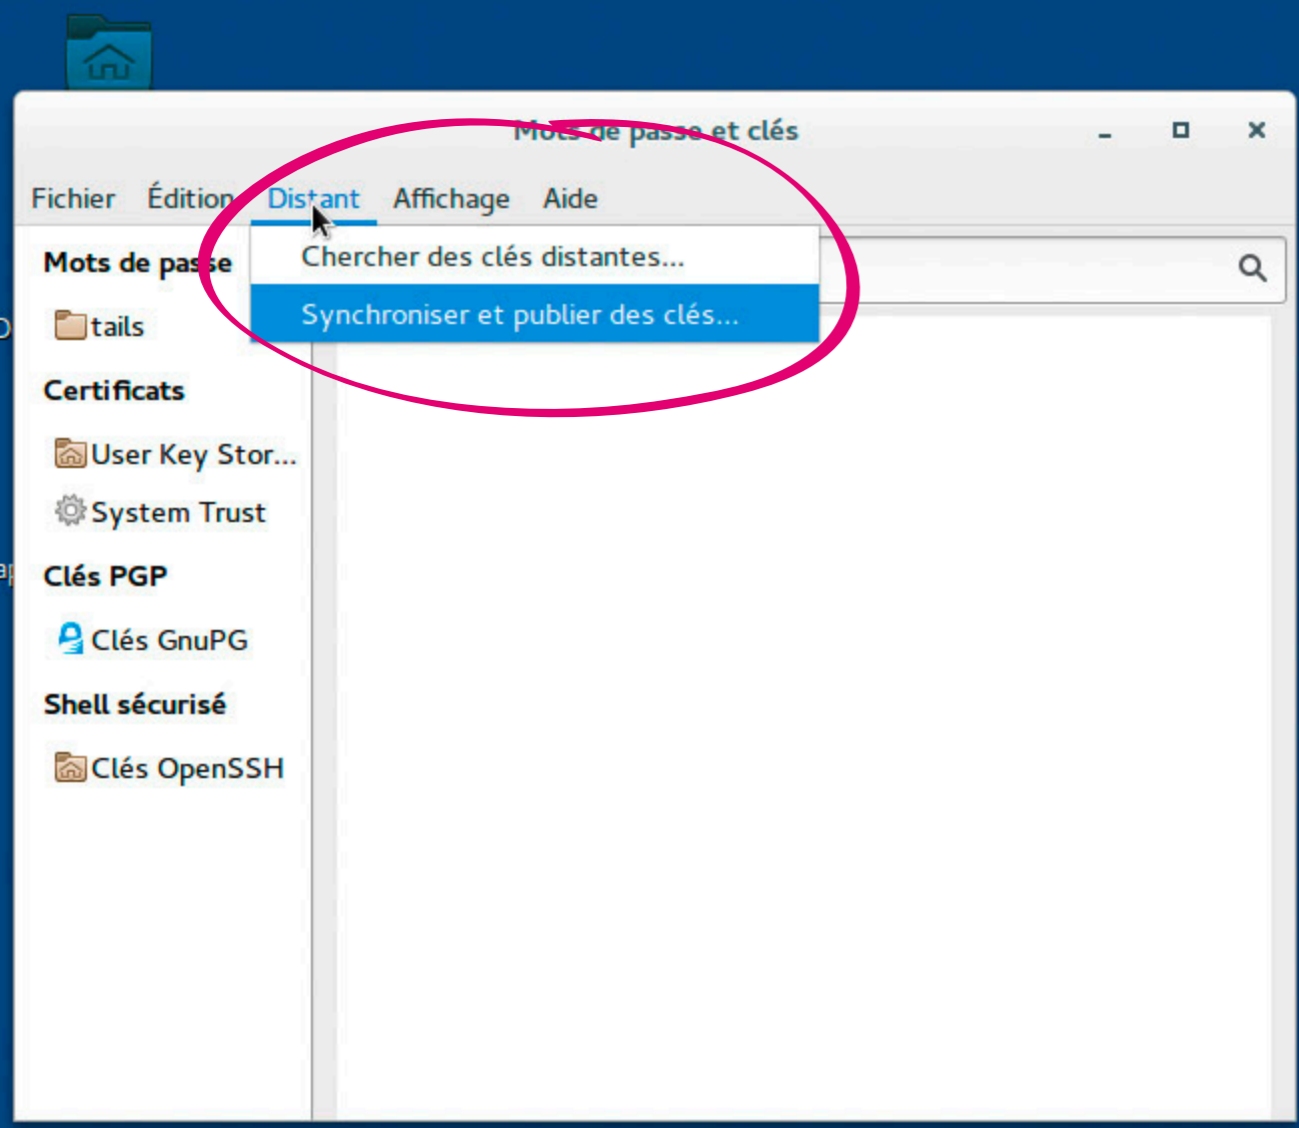 Mots de passe et clés
Fichier Édition Distant Affichage Aide
Chercher des clés distantes...
Synchroniser et publier des clés...
Mots de passe
tails
Certificats
User Key Stor...
System Trust
Clés PGP
Clés GnuPG
Shell sécurisé
Clés OpenSSH